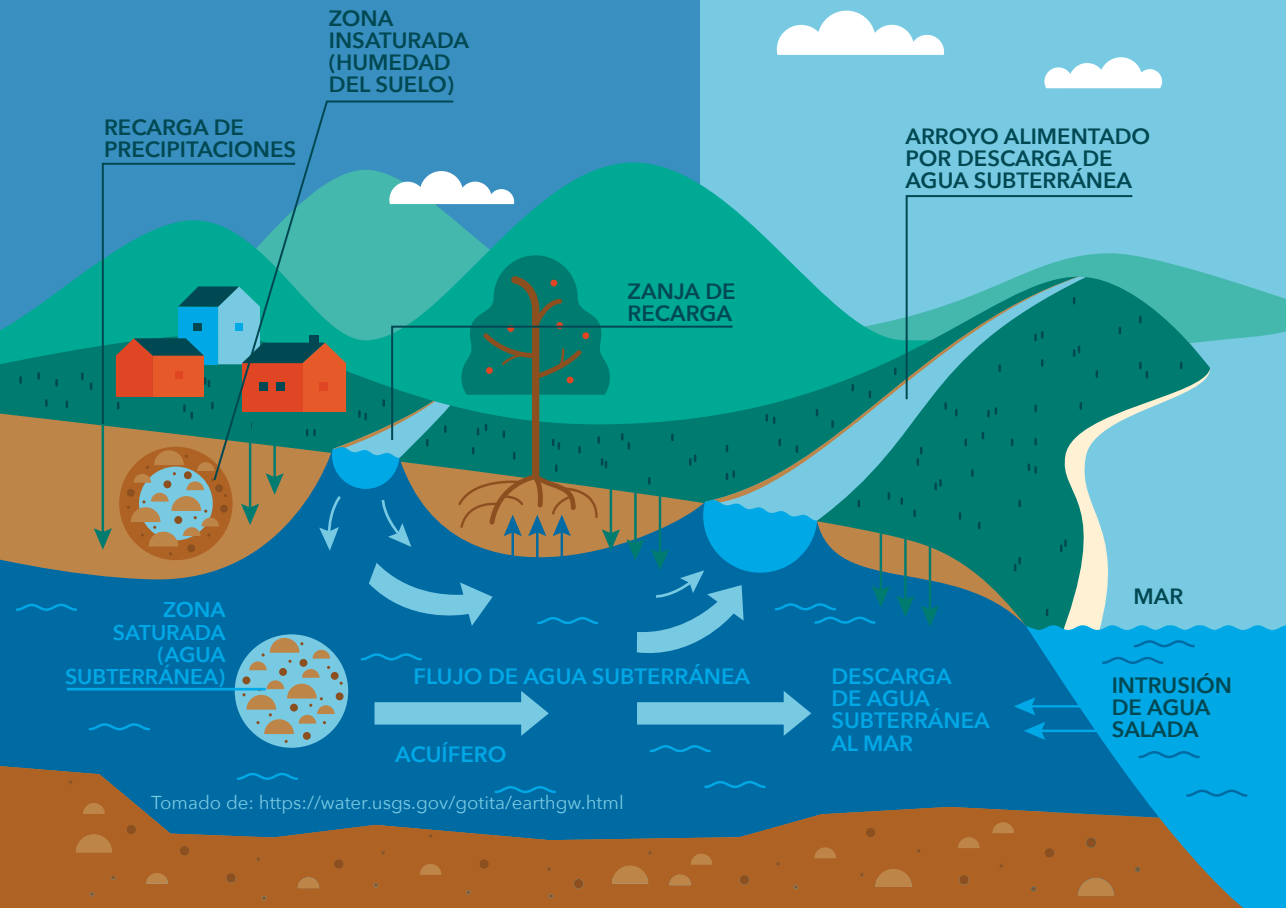 ZONA
INSATURADA
(HUMEDAD
DEL SUELO)
RECARGA DE
PRECIPITACIONES
ARROYO ALIMENTADO
POR DESCARGA DE
AGUA SUBTERRÁNEA
ZANJA DE
RECARGA
MAR
ZONA
SATURADA
(AGUA
SUBTERRÁNEA)
FLUJO DE AGUA SUBTERRÁNEA
DESCARGA
DE AGUA
SUBTERRÁNEA
AL MAR
INTRUSIÓN
DE AGUA
SALADA
ACUÍFERO
Tomado de: https://water.usgs.gov/gotita/earthgw.html